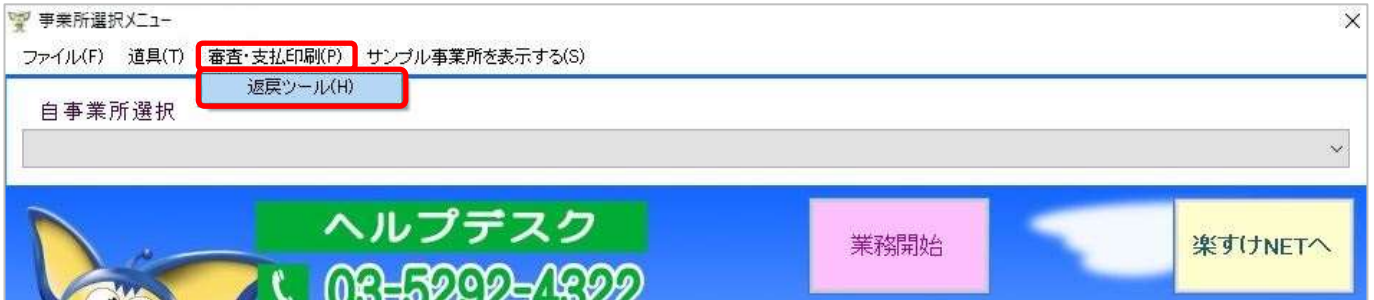 事業所選択メニュー
ファイル(F) 道具(T) 審査・支払印刷(P) サンプル事業所を表示する(S)
返戻ツール(H)
自事業所選択
ヘルプデスク
業務開始
楽すけNETへ
03-5292-4322